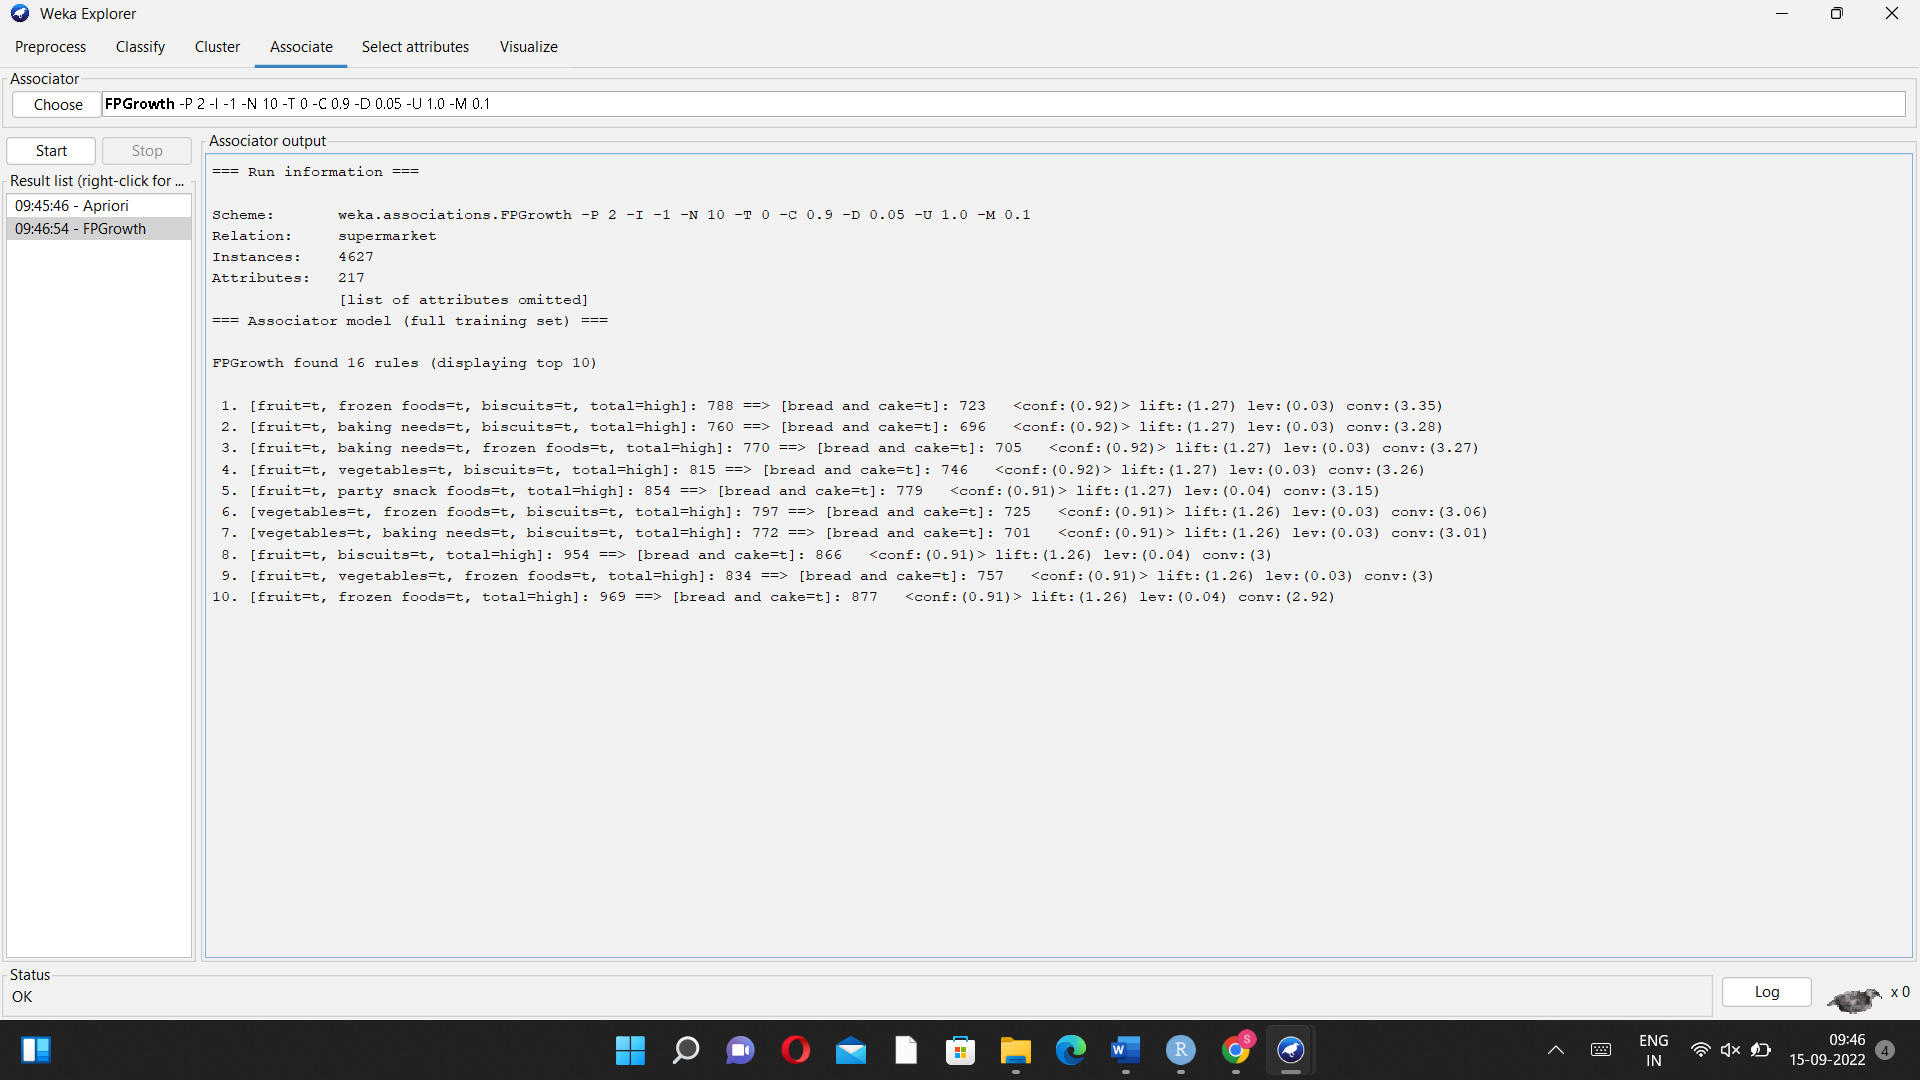 Weka Explorer
Preprocess Classify Cluster Associate Select attributes Visualize
Associator
Choose FPGrowth -P 2 -I -1 -N 10 -T 0 -C 0.9 -D 0.05 -U 1.0 -M 0.1
Start Stop
Result list (right-click for ...
09:45:46 - Apriori
09:46:54 - FPGrowth
Associator output
=== Run information ===
Scheme: weka.associations.FPGrowth -P 2 -I -1 -N 10 -T 0 -C 0.9 -D 0.05 -U 1.0 -M 0.1
Relation: supermarket
Instances: 4627
Attributes: 217
[list of attributes omitted]
=== Associator model (full training set) ===
FPGrowth found 16 rules (displaying top 10)
1. [fruit=t, frozen foods=t, biscuits=t, total=high]: 788 ==> [bread and cake=t]: 723 <conf:(0.92)> lift:(1.27) lev:(0.03) conv:(3.35)
2. [fruit=t, baking needs=t, biscuits=t, total=high]: 760 ==> [bread and cake=t]: 696 <conf:(0.92)> lift:(1.27) lev:(0.03) conv:(3.28)
3. [fruit=t, baking needs=t, frozen foods=t, total=high]: 770 ==> [bread and cake=t]: 705 <conf:(0.92)> lift:(1.27) lev:(0.03) conv:(3.27)
4. [fruit=t, vegetables=t, biscuits=t, total=high]: 815 ==> [bread and cake=t]: 746 <conf:(0.92)> lift:(1.27) lev:(0.03) conv:(3.26)
5. [fruit=t, party snack foods=t, total=high]: 854 ==> [bread and cake=t]: 779 <conf:(0.91)> lift:(1.27) lev:(0.04) conv:(3.15)
6. [vegetables=t, frozen foods=t, biscuits=t, total=high]: 797 ==> [bread and cake=t]: 725 <conf:(0.91)> lift:(1.26) lev:(0.03) conv:(3.06)
7. [vegetables=t, baking needs=t, biscuits=t, total=high]: 772 ==> [bread and cake=t]: 701 <conf:(0.91)> lift:(1.26) lev:(0.03) conv:(3.01)
8. [fruit=t, biscuits=t, total=high]: 954 ==> [bread and cake=t]: 866 <conf:(0.91)> lift:(1.26) lev:(0.04) conv:(3)
9. [fruit=t, vegetables=t, frozen foods=t, total=high]: 834 ==> [bread and cake=t]: 757 <conf:(0.91)> lift:(1.26) lev:(0.03) conv:(3)
10. [fruit=t, frozen foods=t, total=high]: 969 ==> [bread and cake=t]: 877 <conf:(0.91)> lift:(1.26) lev:(0.04) conv:(2.92)
Status
OK
Log x 0
W R S
ENG
IN
09:46
15-09-2022
4